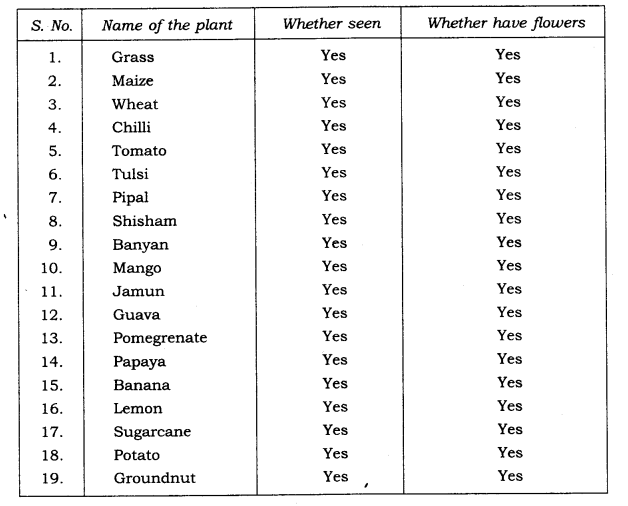 S. No. Name of the plant Whether seen Whether have flowers
1. Grass Yes Yes
2. Maize Yes Yes
3. Wheat Yes Yes
4. Chilli Yes Yes
5. Tomato Yes Yes
6. Tulsi Yes Yes
7. Pipal Yes Yes
8. Shisham Yes Yes
9. Banyan Yes Yes
10. Mango Yes Yes
11. Jamun Yes Yes
12. Guava Yes Yes
13. Pomegrenate Yes Yes
14. Papaya Yes Yes
15. Banana Yes Yes
16. Lemon Yes Yes
17. Sugarcane Yes Yes
18. Potato Yes Yes
19. Groundnut Yes Yes